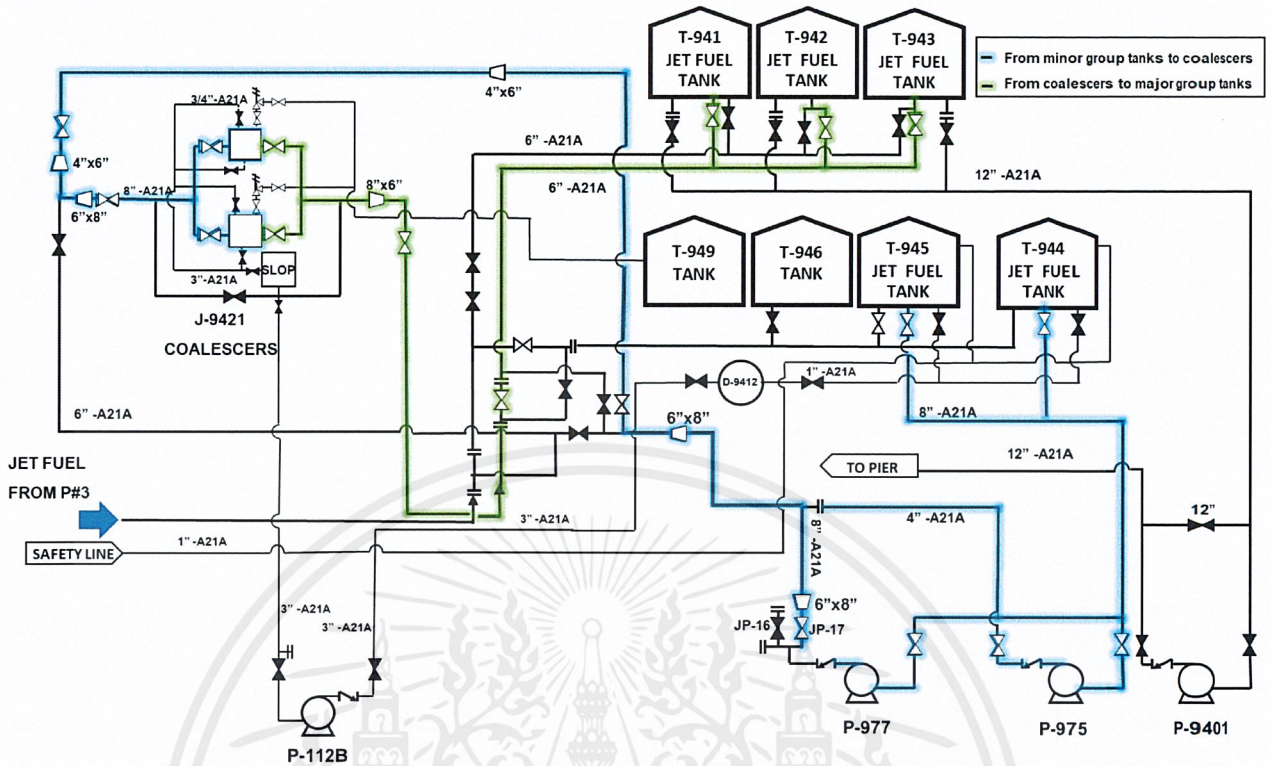 T-941
JET FUEL
TANK
T-942
JET FUEL
TANK
T-943
JET FUEL
TANK
From minor group tanks to coalescers
From coalescers to major group tanks
4”x6”
3/4”-A21A
4”x6”
8” -A21A
6”x8”
8”x6”
3”-A21A
SLOP
J-9421
COALESCERS
6” -A21A
6” -A21A
12” -A21A
T-949
TANK
T-946
TANK
T-945
JET FUEL
TANK
T-944
JET FUEL
TANK
D-9412
1” -A21A
8” -A21A
6” -A21A
6”x8”
JET FUEL
FROM P#3
TO PIER
12” -A21A
3” -A21A
8” -A21A
4” -A21A
12”
SAFETY LINE
1” -A21A
3” -A21A
3” -A21A
6”x8”
JP-16
JP-17
P-977
P-975
P-9401
P-112B